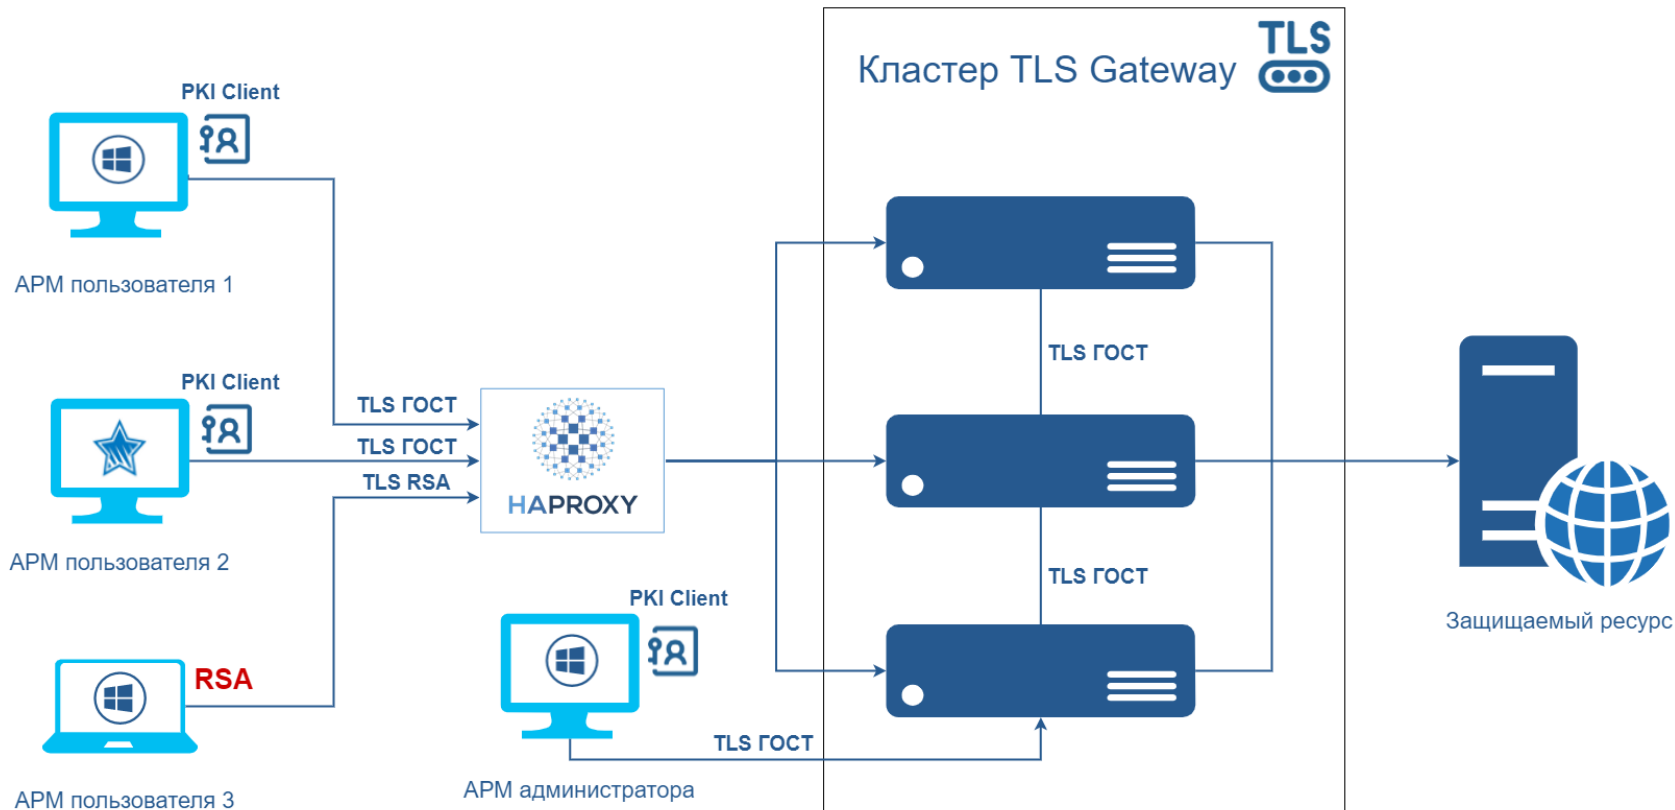 TLS
Кластер TLS Gateway
PKI Client
АРМ пользователя 1
TLS ГОСТ
PKI Client
TLS ГОСТ
TLS ГОСТ
TLS RSA
HAPROXY
АРМ пользователя 2
TLS ГОСТ
PKI Client
Защищаемый ресурс
RSA
TLS ГОСТ
АРМ администратора
АРМ пользователя 3